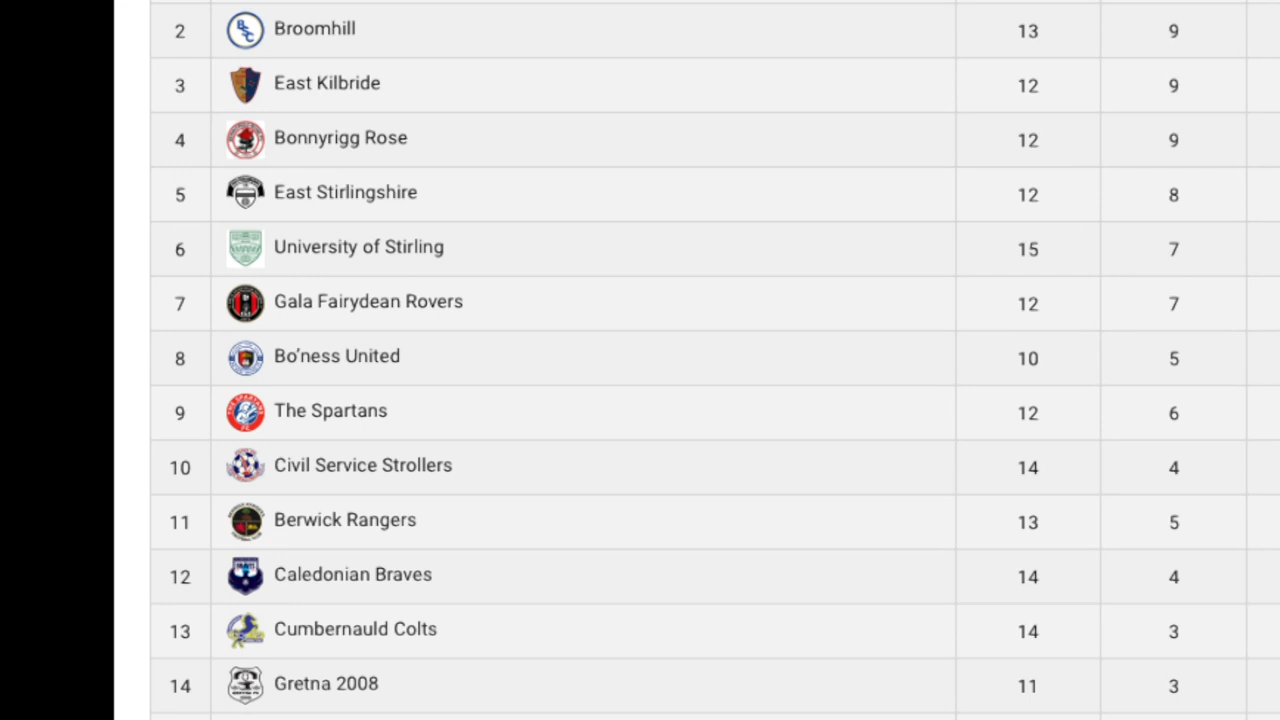 2 BSC Broomhill 13 9
3 East Kilbride 12 9
4 Bonnyrigg Rose 12 9
5 East Stirlingshire 12 8
6 University of Stirling 15 7
7 Gala Fairydean Rovers 12 7
8 Bo’ness United 10 5
9 The Spartans 12 6
10 Civil Service Strollers 14 4
11 Berwick Rangers 13 5
12 Caledonian Braves 14 4
13 Cumbernauld Colts 14 3
14 Gretna 2008 11 3